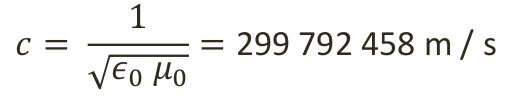 c = 1 / √(ϵ₀ μ₀) = 299 792 458 m / s